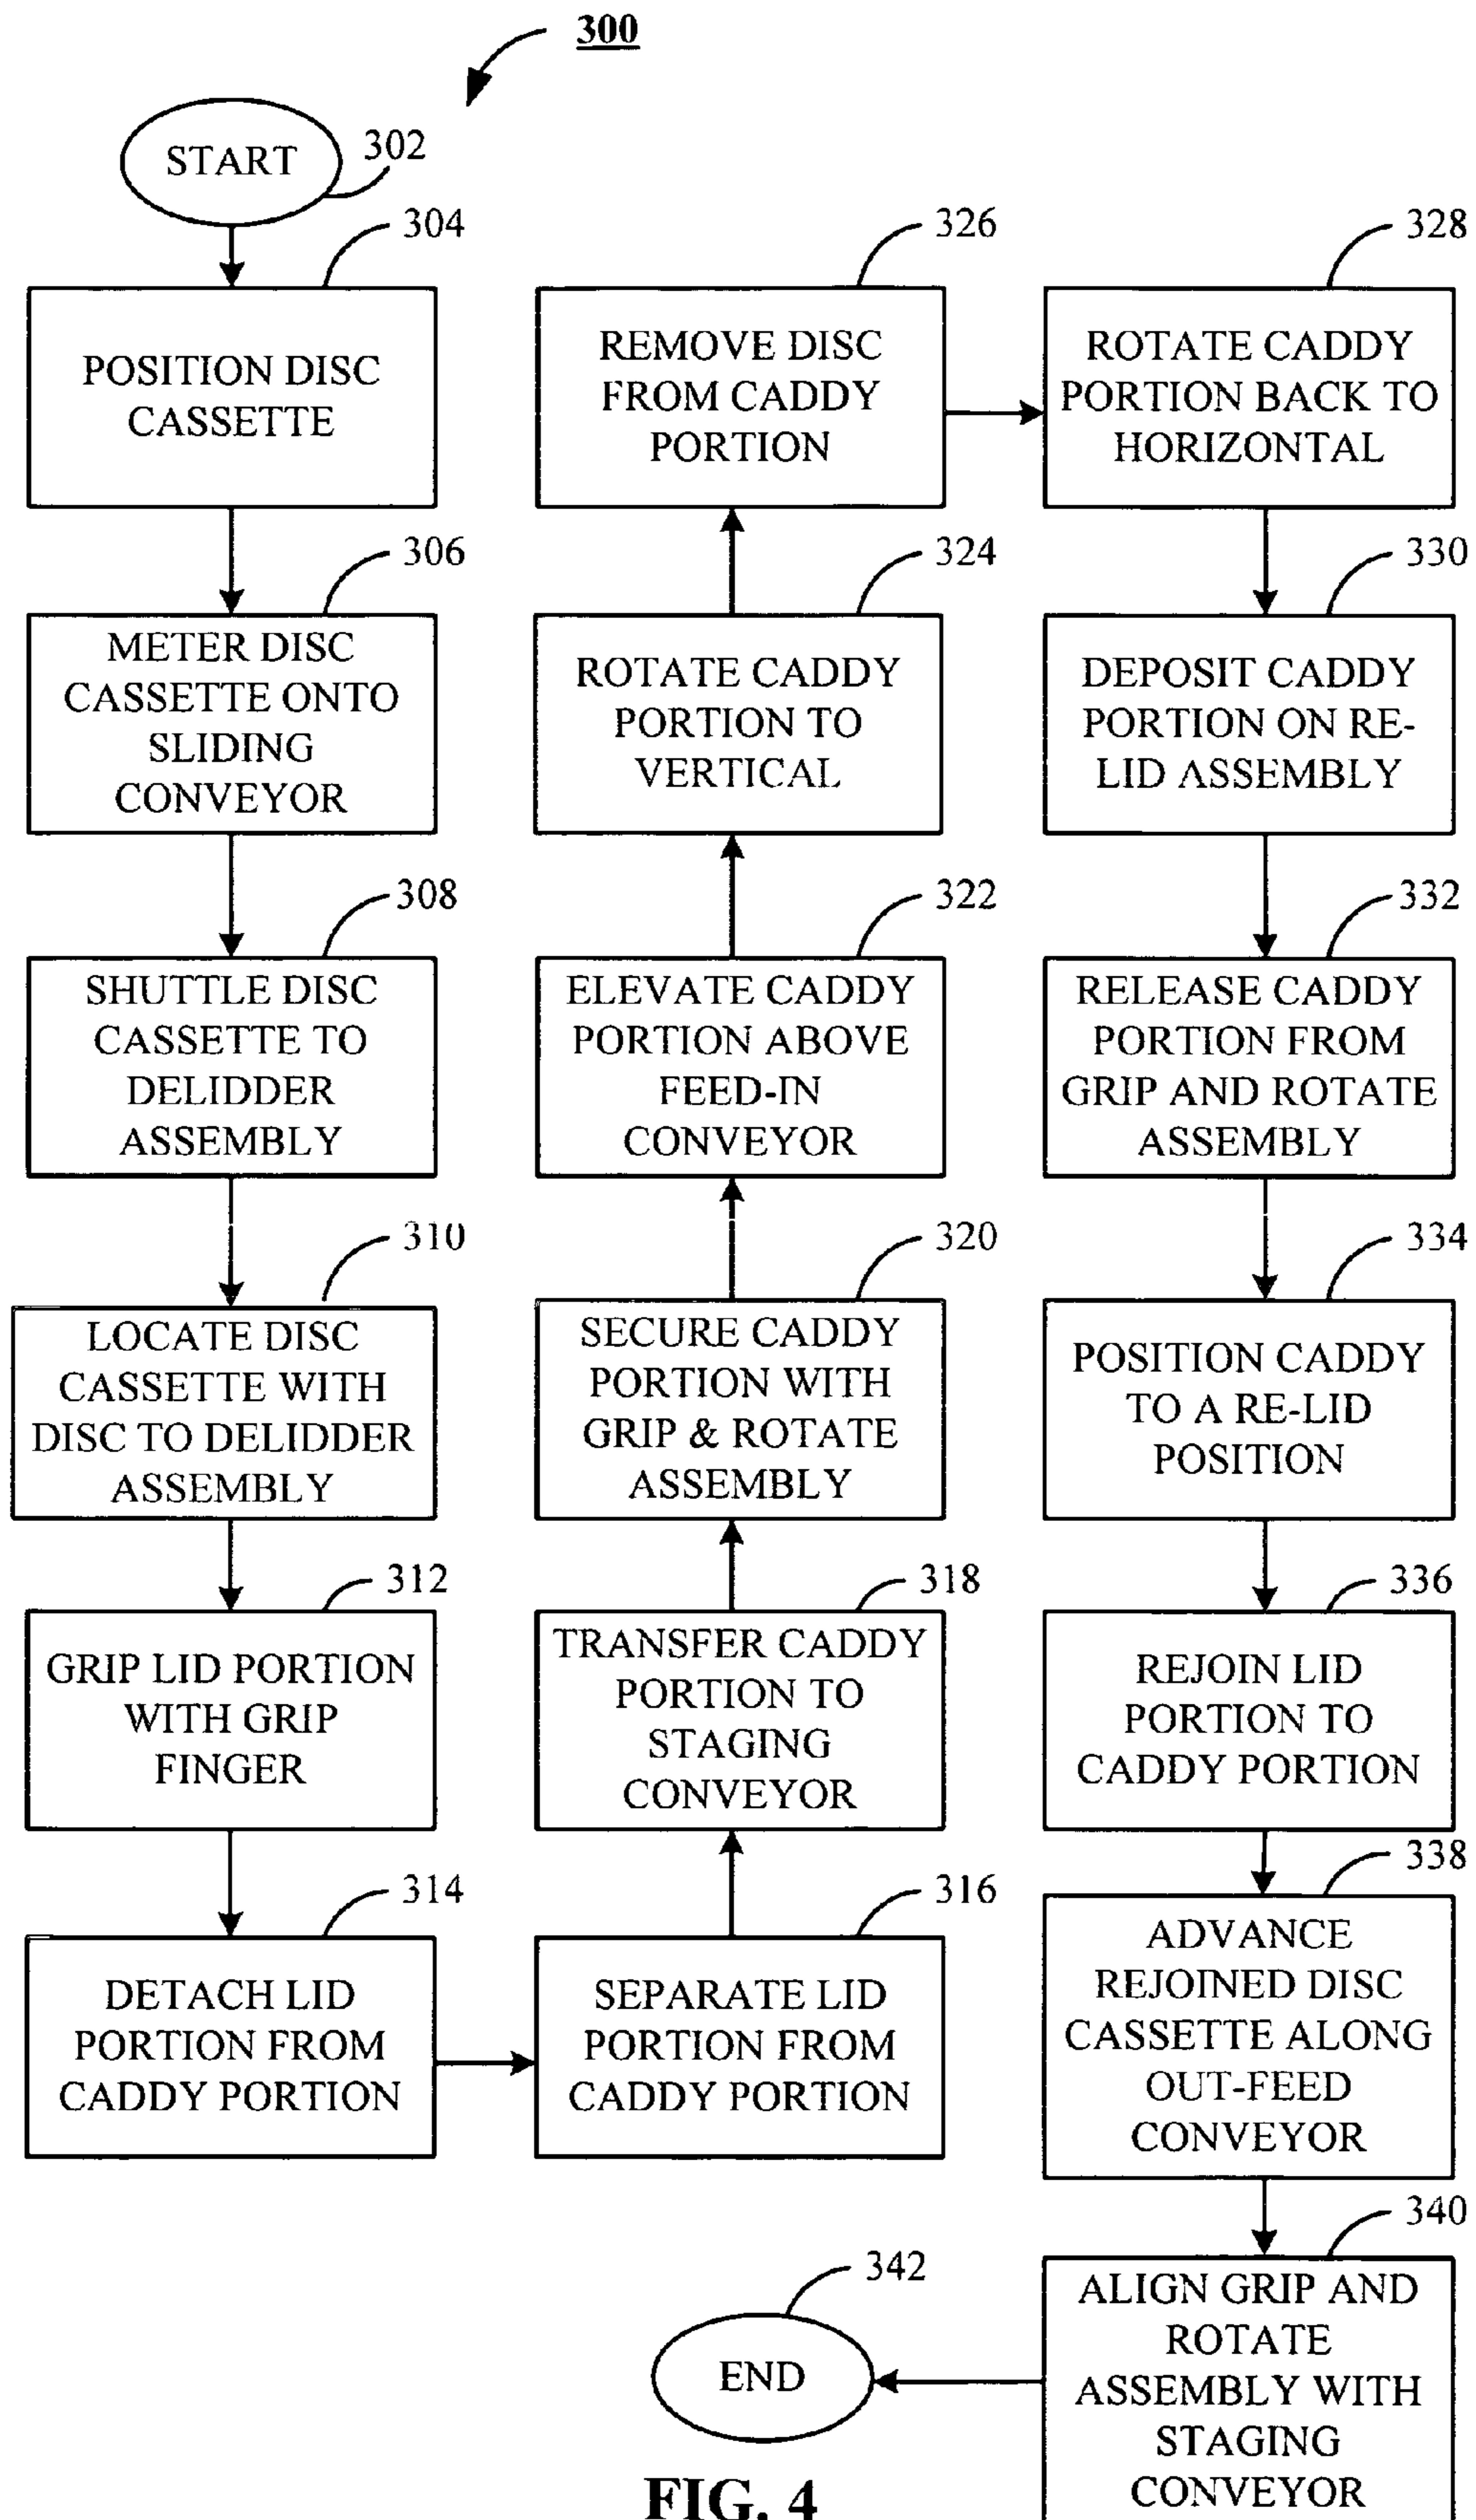 300
START
302
304
POSITION DISC
CASSETTE
306
METER DISC
CASSETTE ONTO
SLIDING
CONVEYOR
308
SHUTTLE DISC
CASSETTE TO
DELIDDER
ASSEMBLY
310
LOCATE DISC
CASSETTE WITH
DISC TO DELIDDER
ASSEMBLY
312
GRIP LID PORTION
WITH GRIP
FINGER
314
DETACH LID
PORTION FROM
CADDY PORTION
316
SEPARATE LID
PORTION FROM
CADDY PORTION
318
TRANSFER CADDY
PORTION TO
STAGING
CONVEYOR
320
SECURE CADDY
PORTION WITH
GRIP & ROTATE
ASSEMBLY
322
ELEVATE CADDY
PORTION ABOVE
FEED-IN
CONVEYOR
324
ROTATE CADDY
PORTION TO
VERTICAL
326
REMOVE DISC
FROM CADDY
PORTION
328
ROTATE CADDY
PORTION BACK TO
HORIZONTAL
330
DEPOSIT CADDY
PORTION ON RE-
LID ASSEMBLY
332
RELEASE CADDY
PORTION FROM
GRIP AND ROTATE
ASSEMBLY
334
POSITION CADDY
TO A RE-LID
POSITION
336
REJOIN LID
PORTION TO
CADDY PORTION
338
ADVANCE
REJOINED DISC
CASSETTE ALONG
OUT-FEED
CONVEYOR
340
ALIGN GRIP AND
ROTATE
ASSEMBLY WITH
STAGING
CONVEYOR
342
END
FIG. 4